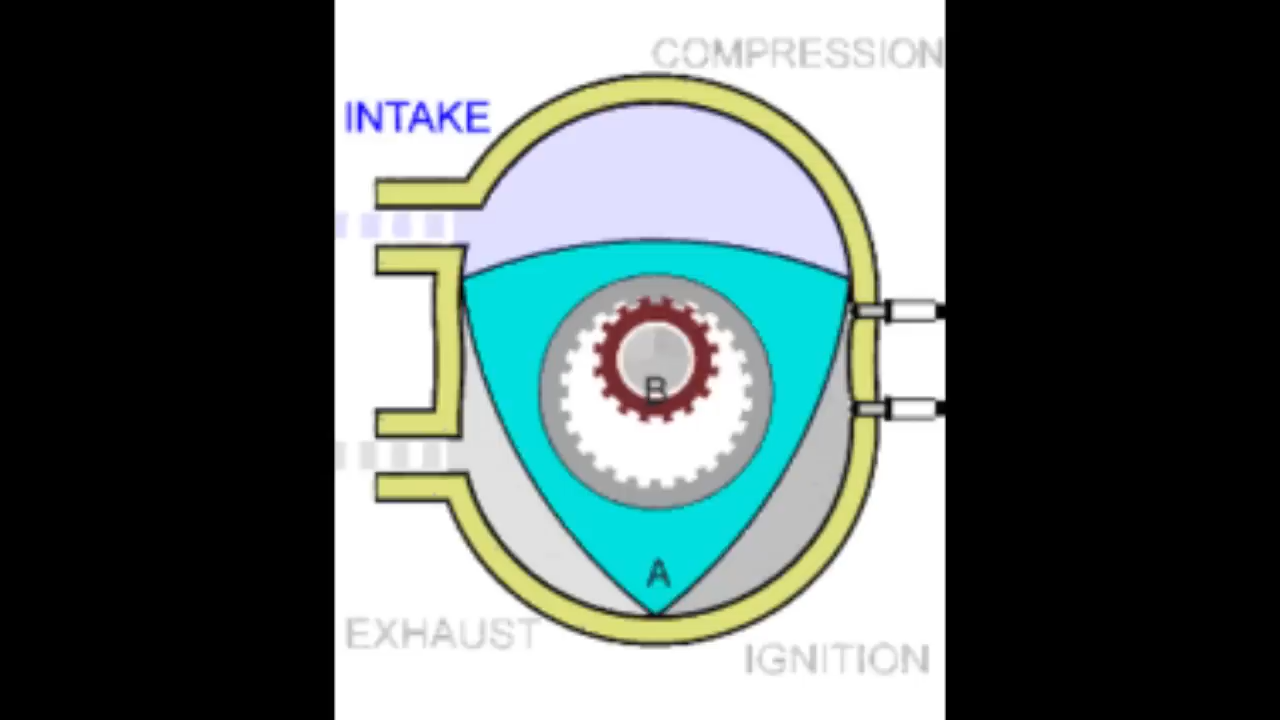 COMPRESSION
INTAKE
B
A
EXHAUST
IGNITION